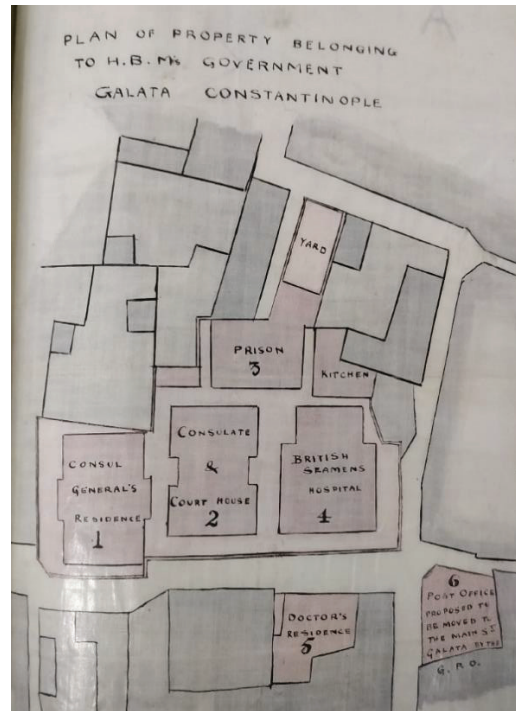 PLAN OF PROPERTY BELONGING
TO H.B.M's GOVERNMENT
GALATA CONSTANTINOPLE
YARD
PRISON
3
KITCHEN
CONSUL
GENERAL'S
RESIDENCE
1
CONSULATE
&
COURT HOUSE
2
BRITISH
SEAMENS
HOSPITAL
4
DOCTOR'S
RESIDENCE
5
6
POST OFFICE
PROPOSED TO
BE MOVED TO
THE MAIN ST
GALATA BY THE
G.P.O.
A